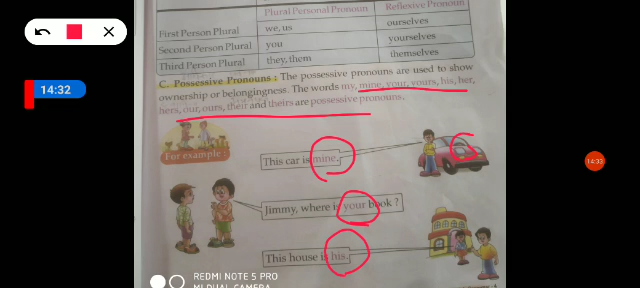 Plural Personal Pronoun Reflexive Pronoun
First Person Plural we, us ourselves
Second Person Plural you yourselves
Third Person Plural they, them themselves
C. Possessive Pronouns : The possessive pronouns are used to show
ownership or belongingness. The words my, mine, your, yours, his, her,
hers, our, ours, their and theirs are possessive pronouns.
14:32
For example :
This car is mine.
14:33
Jimmy, where is your book ?
This house is his.
REDMI NOTE 5 PRO
MI DUAL CAMERA